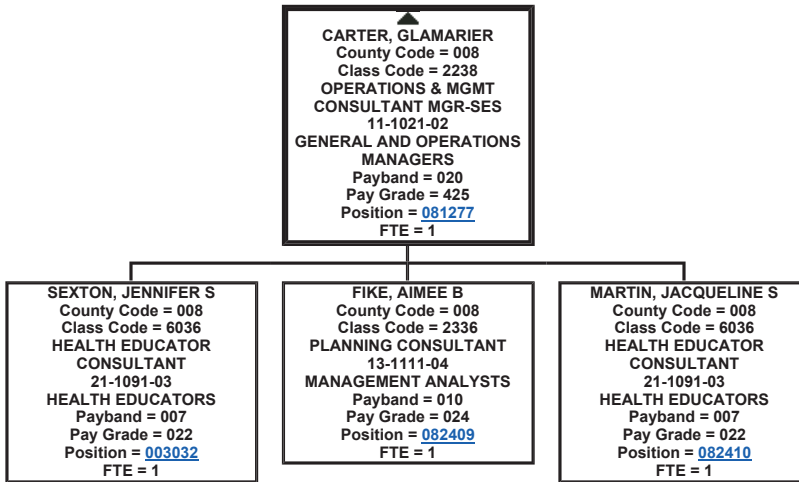 CARTER, GLAMARIER
County Code = 008
Class Code = 2238
OPERATIONS & MGMT
CONSULTANT MGR-SES
11-1021-02
GENERAL AND OPERATIONS
MANAGERS
Payband = 020
Pay Grade = 425
Position = 081277
FTE = 1
SEXTON, JENNIFER S
County Code = 008
Class Code = 6036
HEALTH EDUCATOR
CONSULTANT
21-1091-03
HEALTH EDUCATORS
Payband = 007
Pay Grade = 022
Position = 003032
FTE = 1
FIKE, AIMEE B
County Code = 008
Class Code = 2336
PLANNING CONSULTANT
13-1111-04
MANAGEMENT ANALYSTS
Payband = 010
Pay Grade = 024
Position = 082409
FTE = 1
MARTIN, JACQUELINE S
County Code = 008
Class Code = 6036
HEALTH EDUCATOR
CONSULTANT
21-1091-03
HEALTH EDUCATORS
Payband = 007
Pay Grade = 022
Position = 082410
FTE = 1